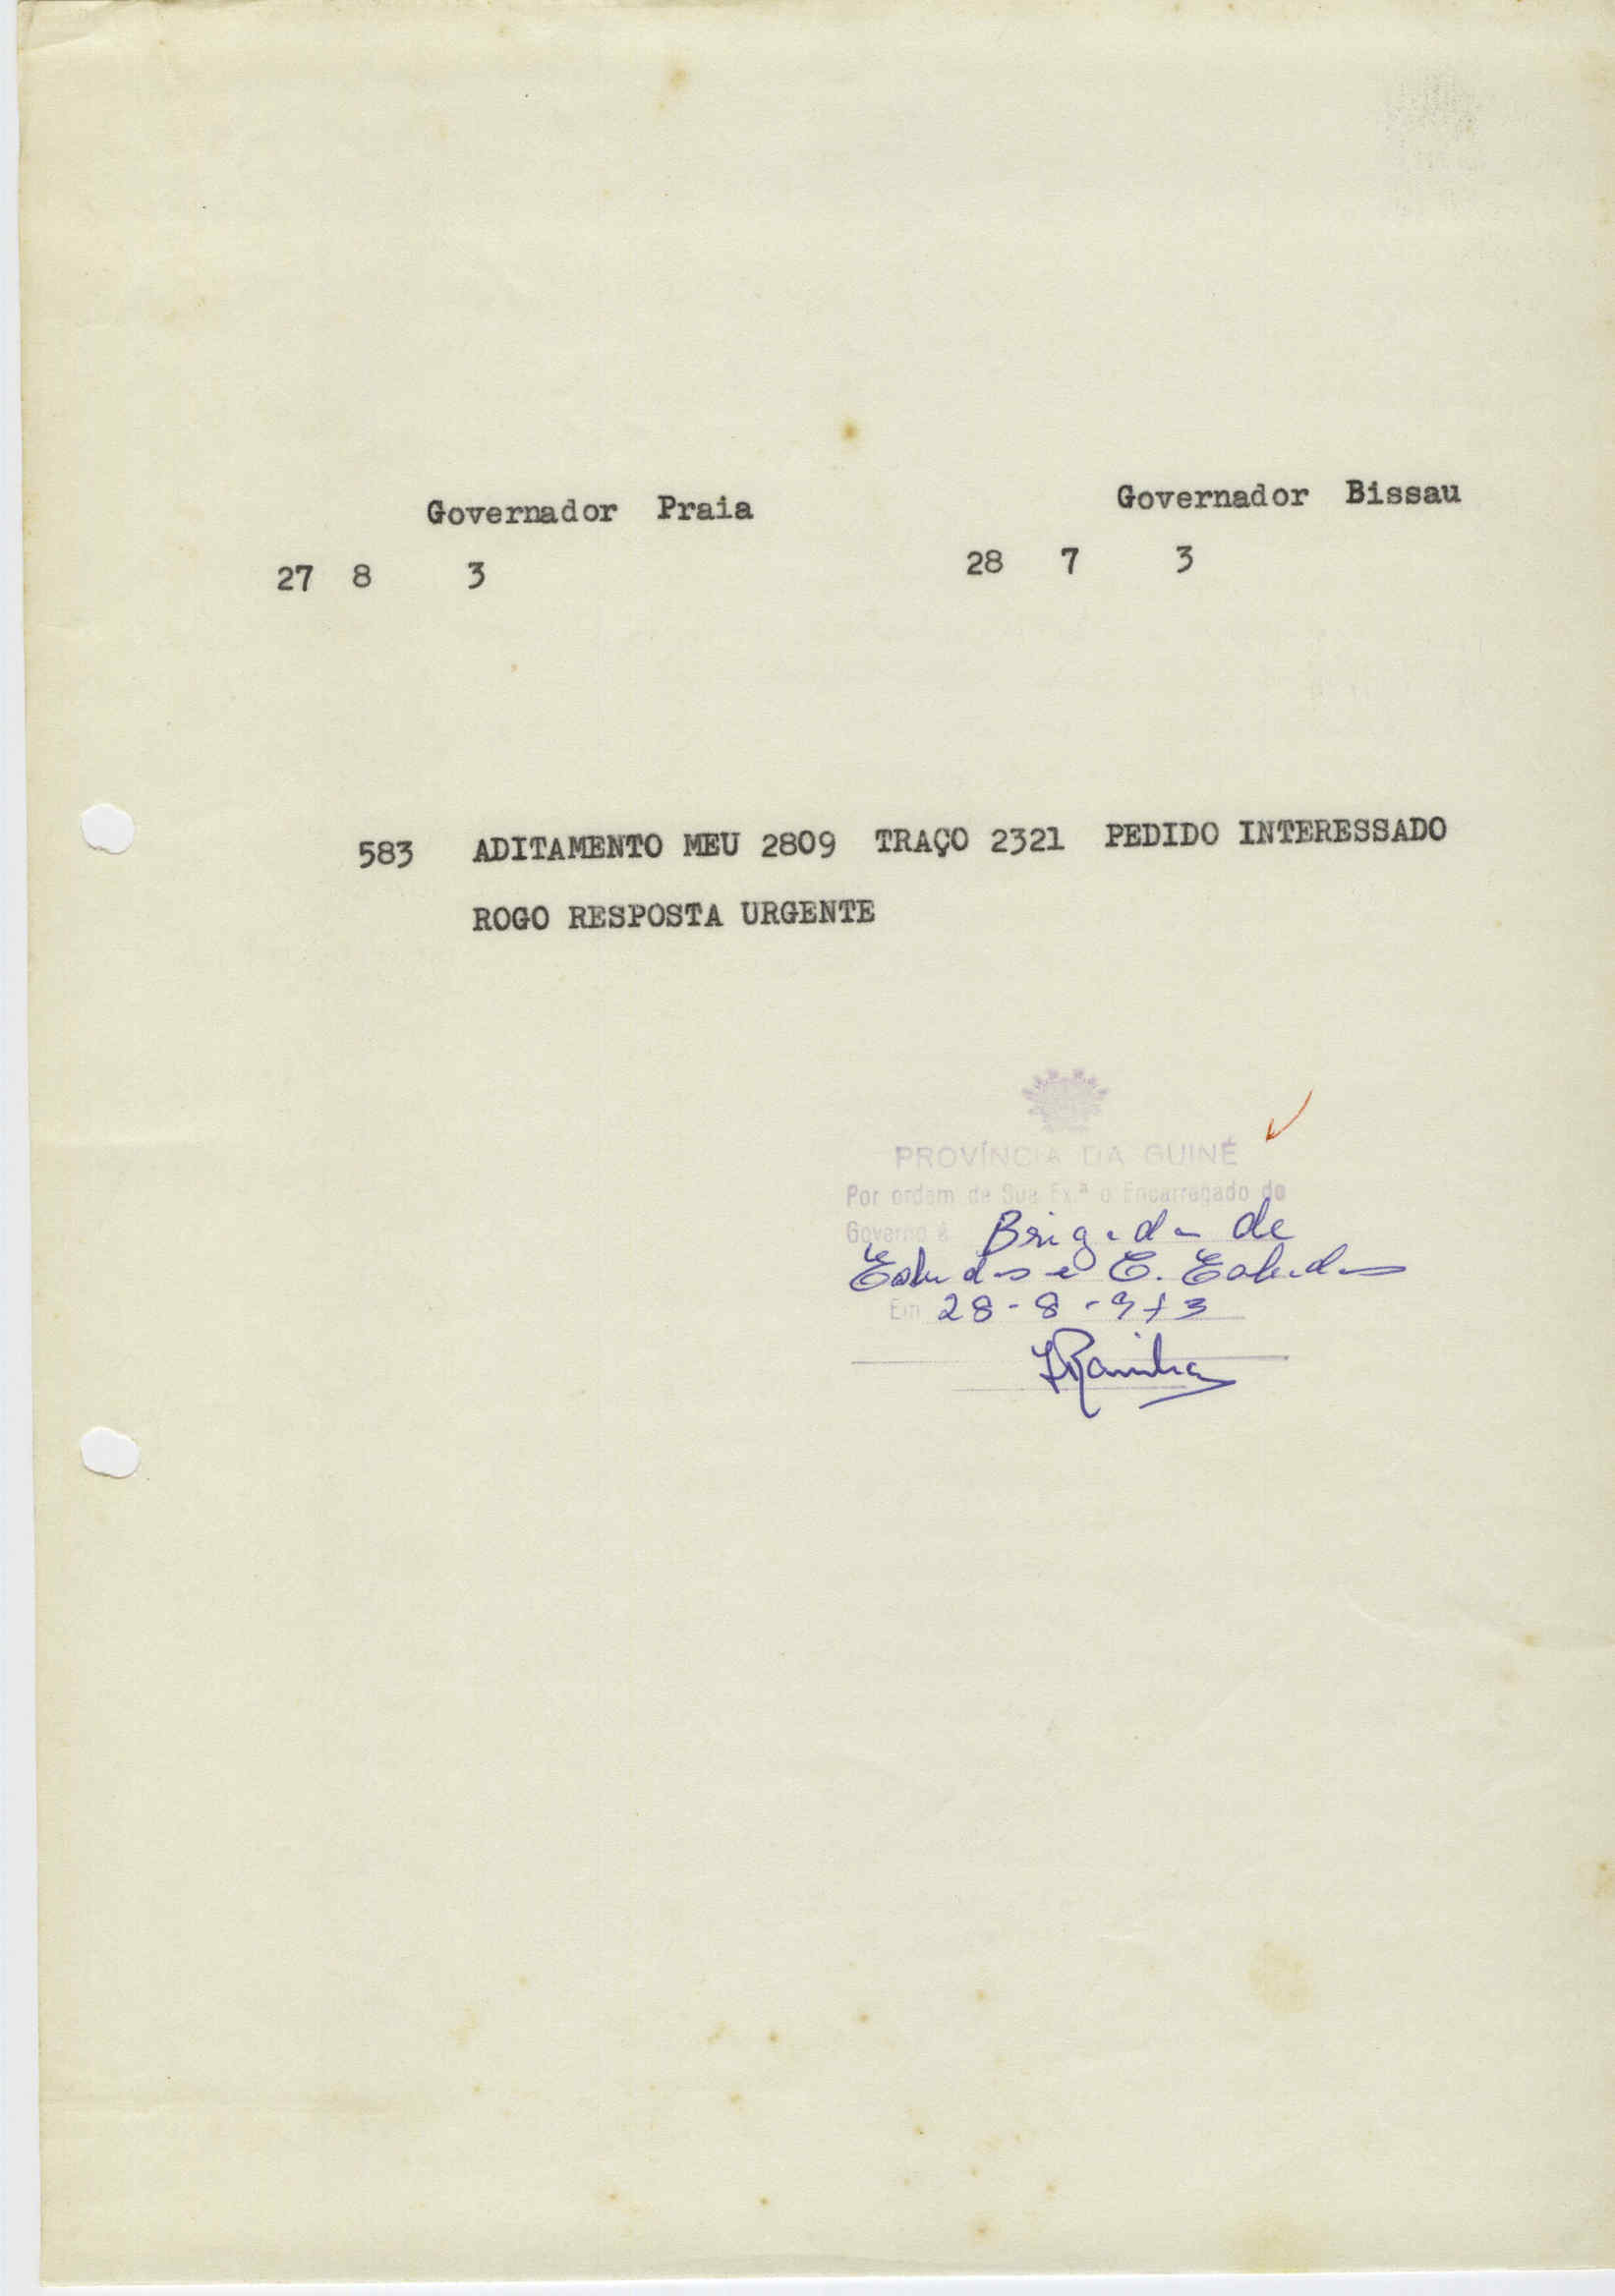 Governador Praia
Governador Bissau
27 8 3
28 7 3
583 ADITAMENTO MEU 2809 TRAÇO 2321 PEDIDO INTERESSADO
ROGO RESPOSTA URGENTE
PROVÍNCIA DA GUINÉ
Por ordem de Sua Ex.ª o Encarregado do
Governo à Brigada de
Estudos e C. Estradas
Em 28-8-973